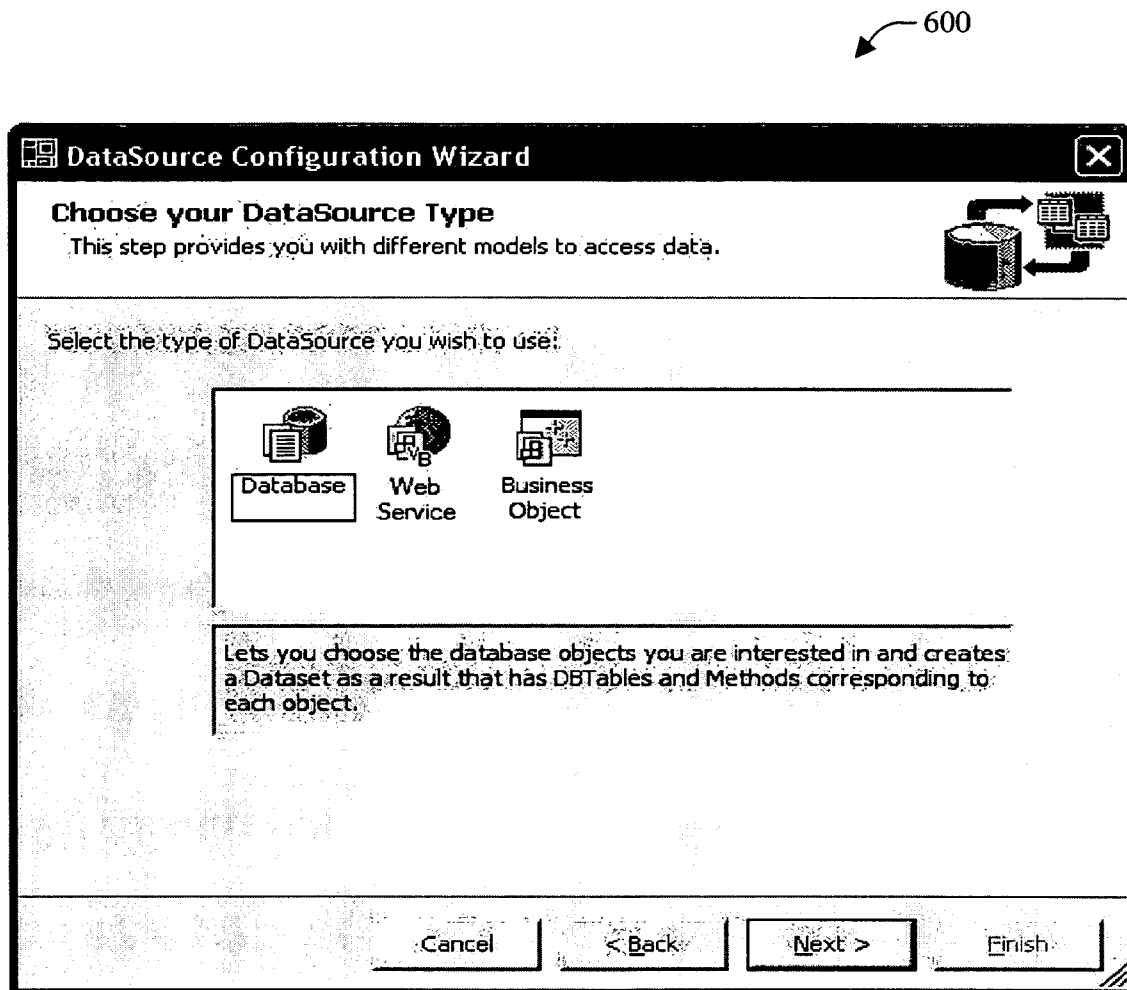 600
DataSource Configuration Wizard
Choose your DataSource Type
This step provides you with different models to access data.
Select the type of DataSource you wish to use:
Database
Web
Service
Business
Object
Lets you choose the database objects you are interested in and creates
a Dataset as a result that has DBTables and Methods corresponding to
each object.
Cancel
< Back
Next >
Finish